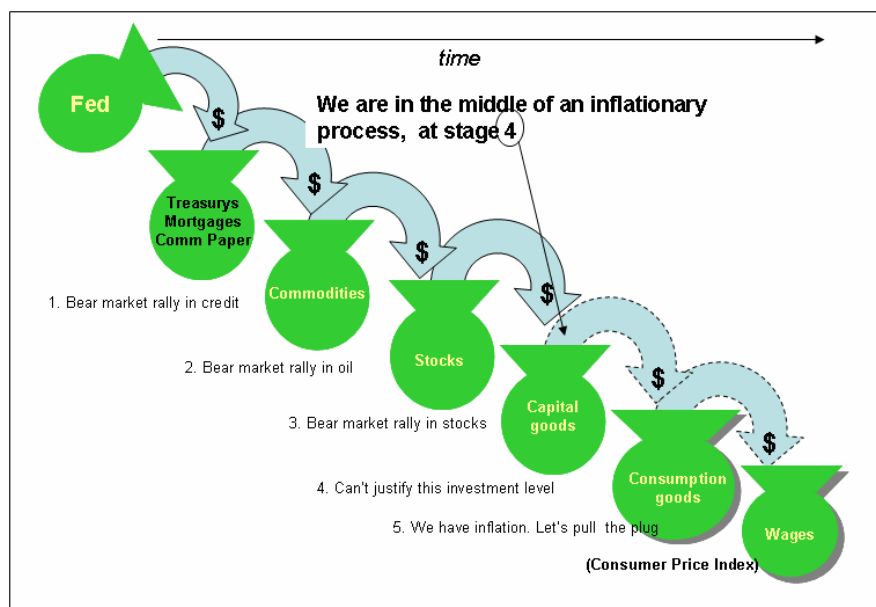 time
Fed
We are in the middle of an inflationary
process, at stage 4
$
$
$
$
$
$
Treasurys
Mortgages
Comm Paper
Commodities
1. Bear market rally in credit
Stocks
2. Bear market rally in oil
Capital
goods
3. Bear market rally in stocks
Consumption
goods
4. Can't justify this investment level
5. We have inflation. Let's pull the plug
Wages
(Consumer Price Index)